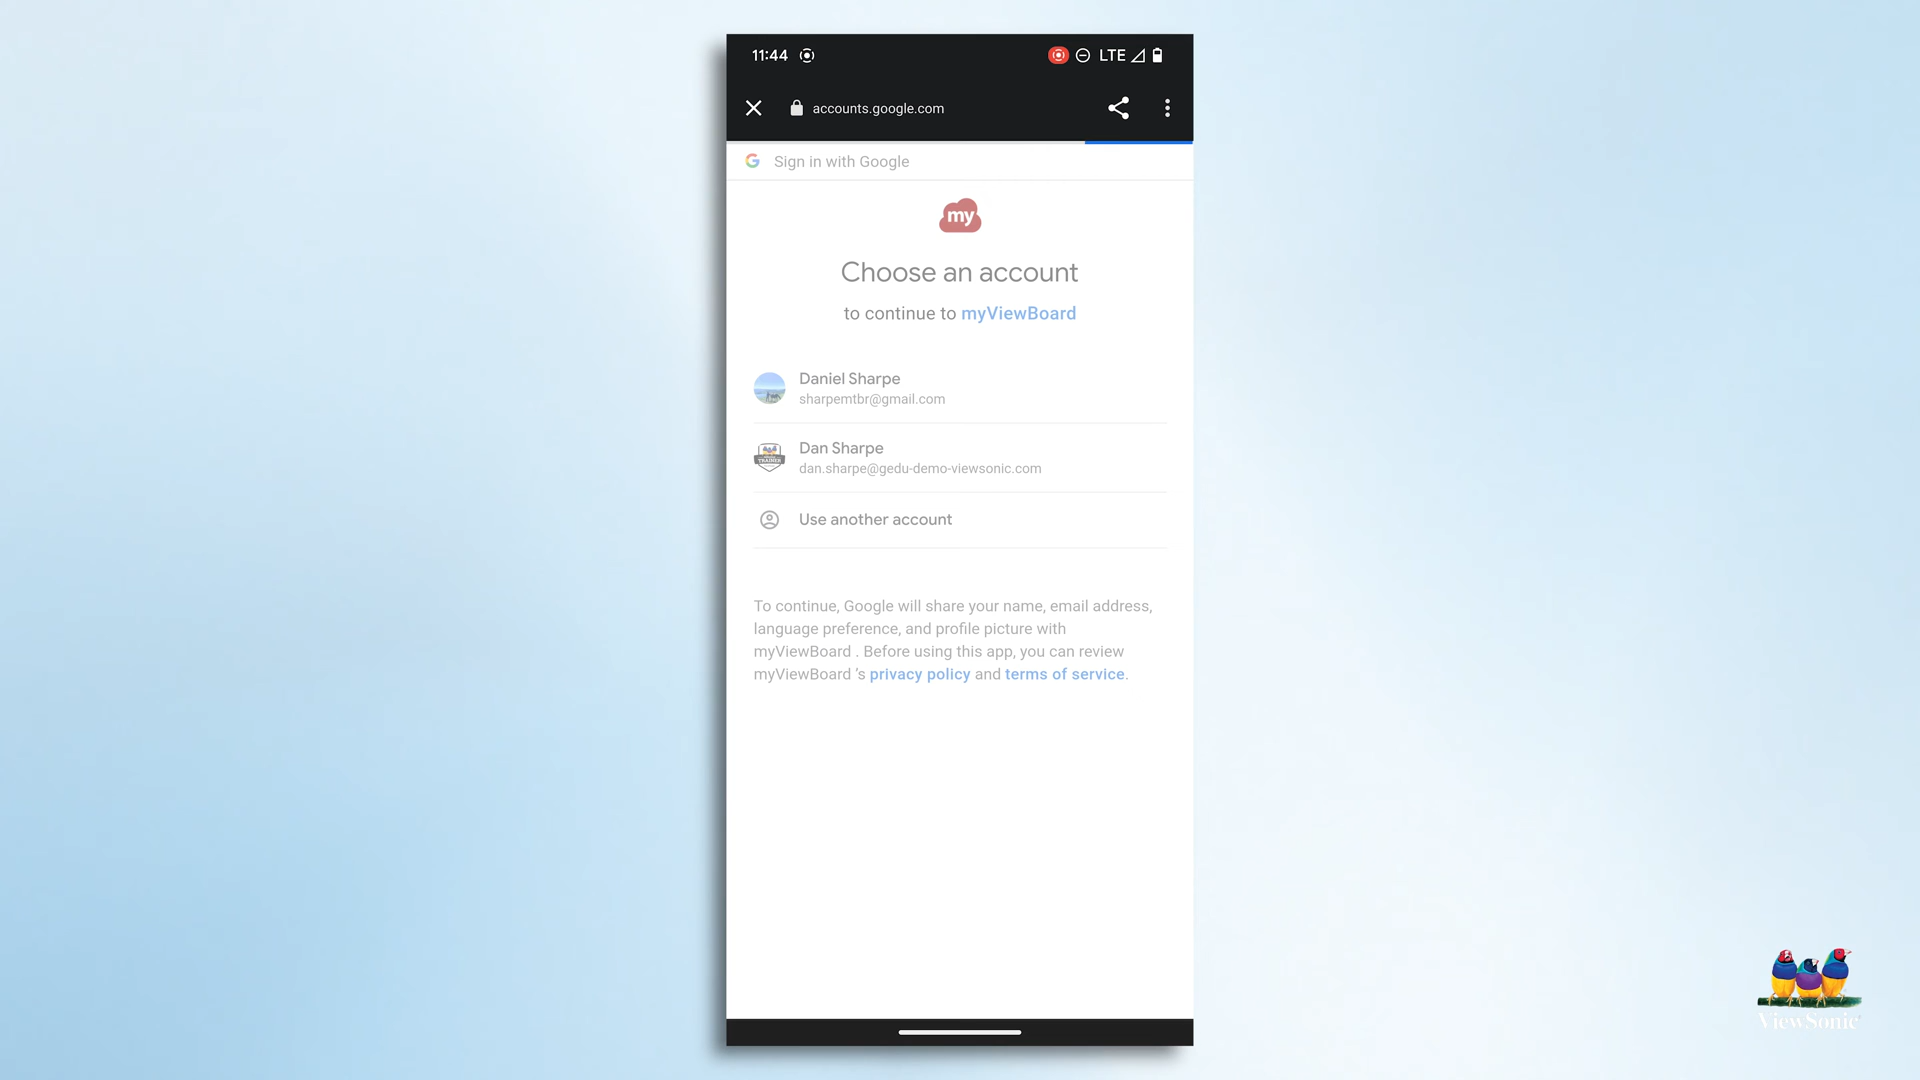 11:44 LTE
accounts.google.com
Sign in with Google
my
Choose an account
to continue to myViewBoard
Daniel Sharpe
sharpemtbr@gmail.com
TRAINER
Dan Sharpe
dan.sharpe@gedu-demo-viewsonic.com
Use another account
To continue, Google will share your name, email address,
language preference, and profile picture with
myViewBoard . Before using this app, you can review
myViewBoard 's privacy policy and terms of service.
ViewSonic